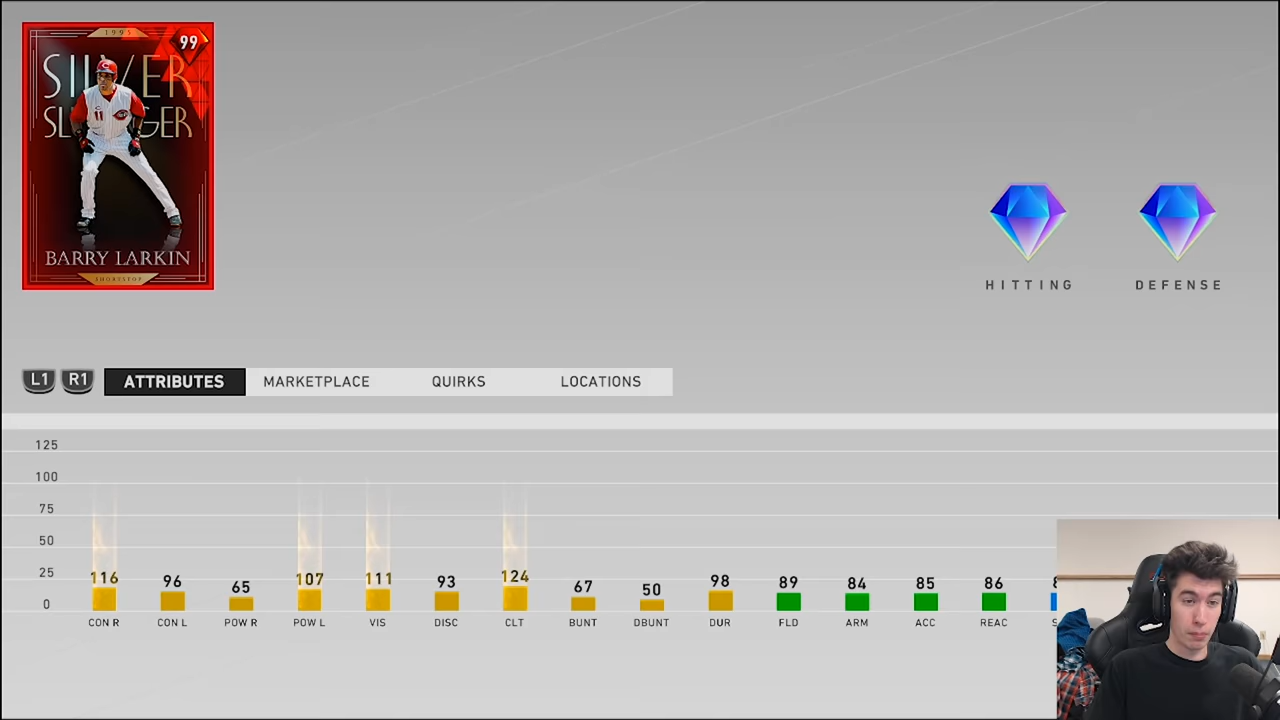 1995
99
SILVER
SLUGGER
C
11
BARRY LARKIN
SHORTSTOP
HITTING DEFENSE
L1 R1 ATTRIBUTES MARKETPLACE QUIRKS LOCATIONS
125
100
75
50
25
0
116 96 65 107 111 93 124 67 50 98 89 84 85 86
CON R CON L POW R POW L VIS DISC CLT BUNT DBUNT DUR FLD ARM ACC REAC